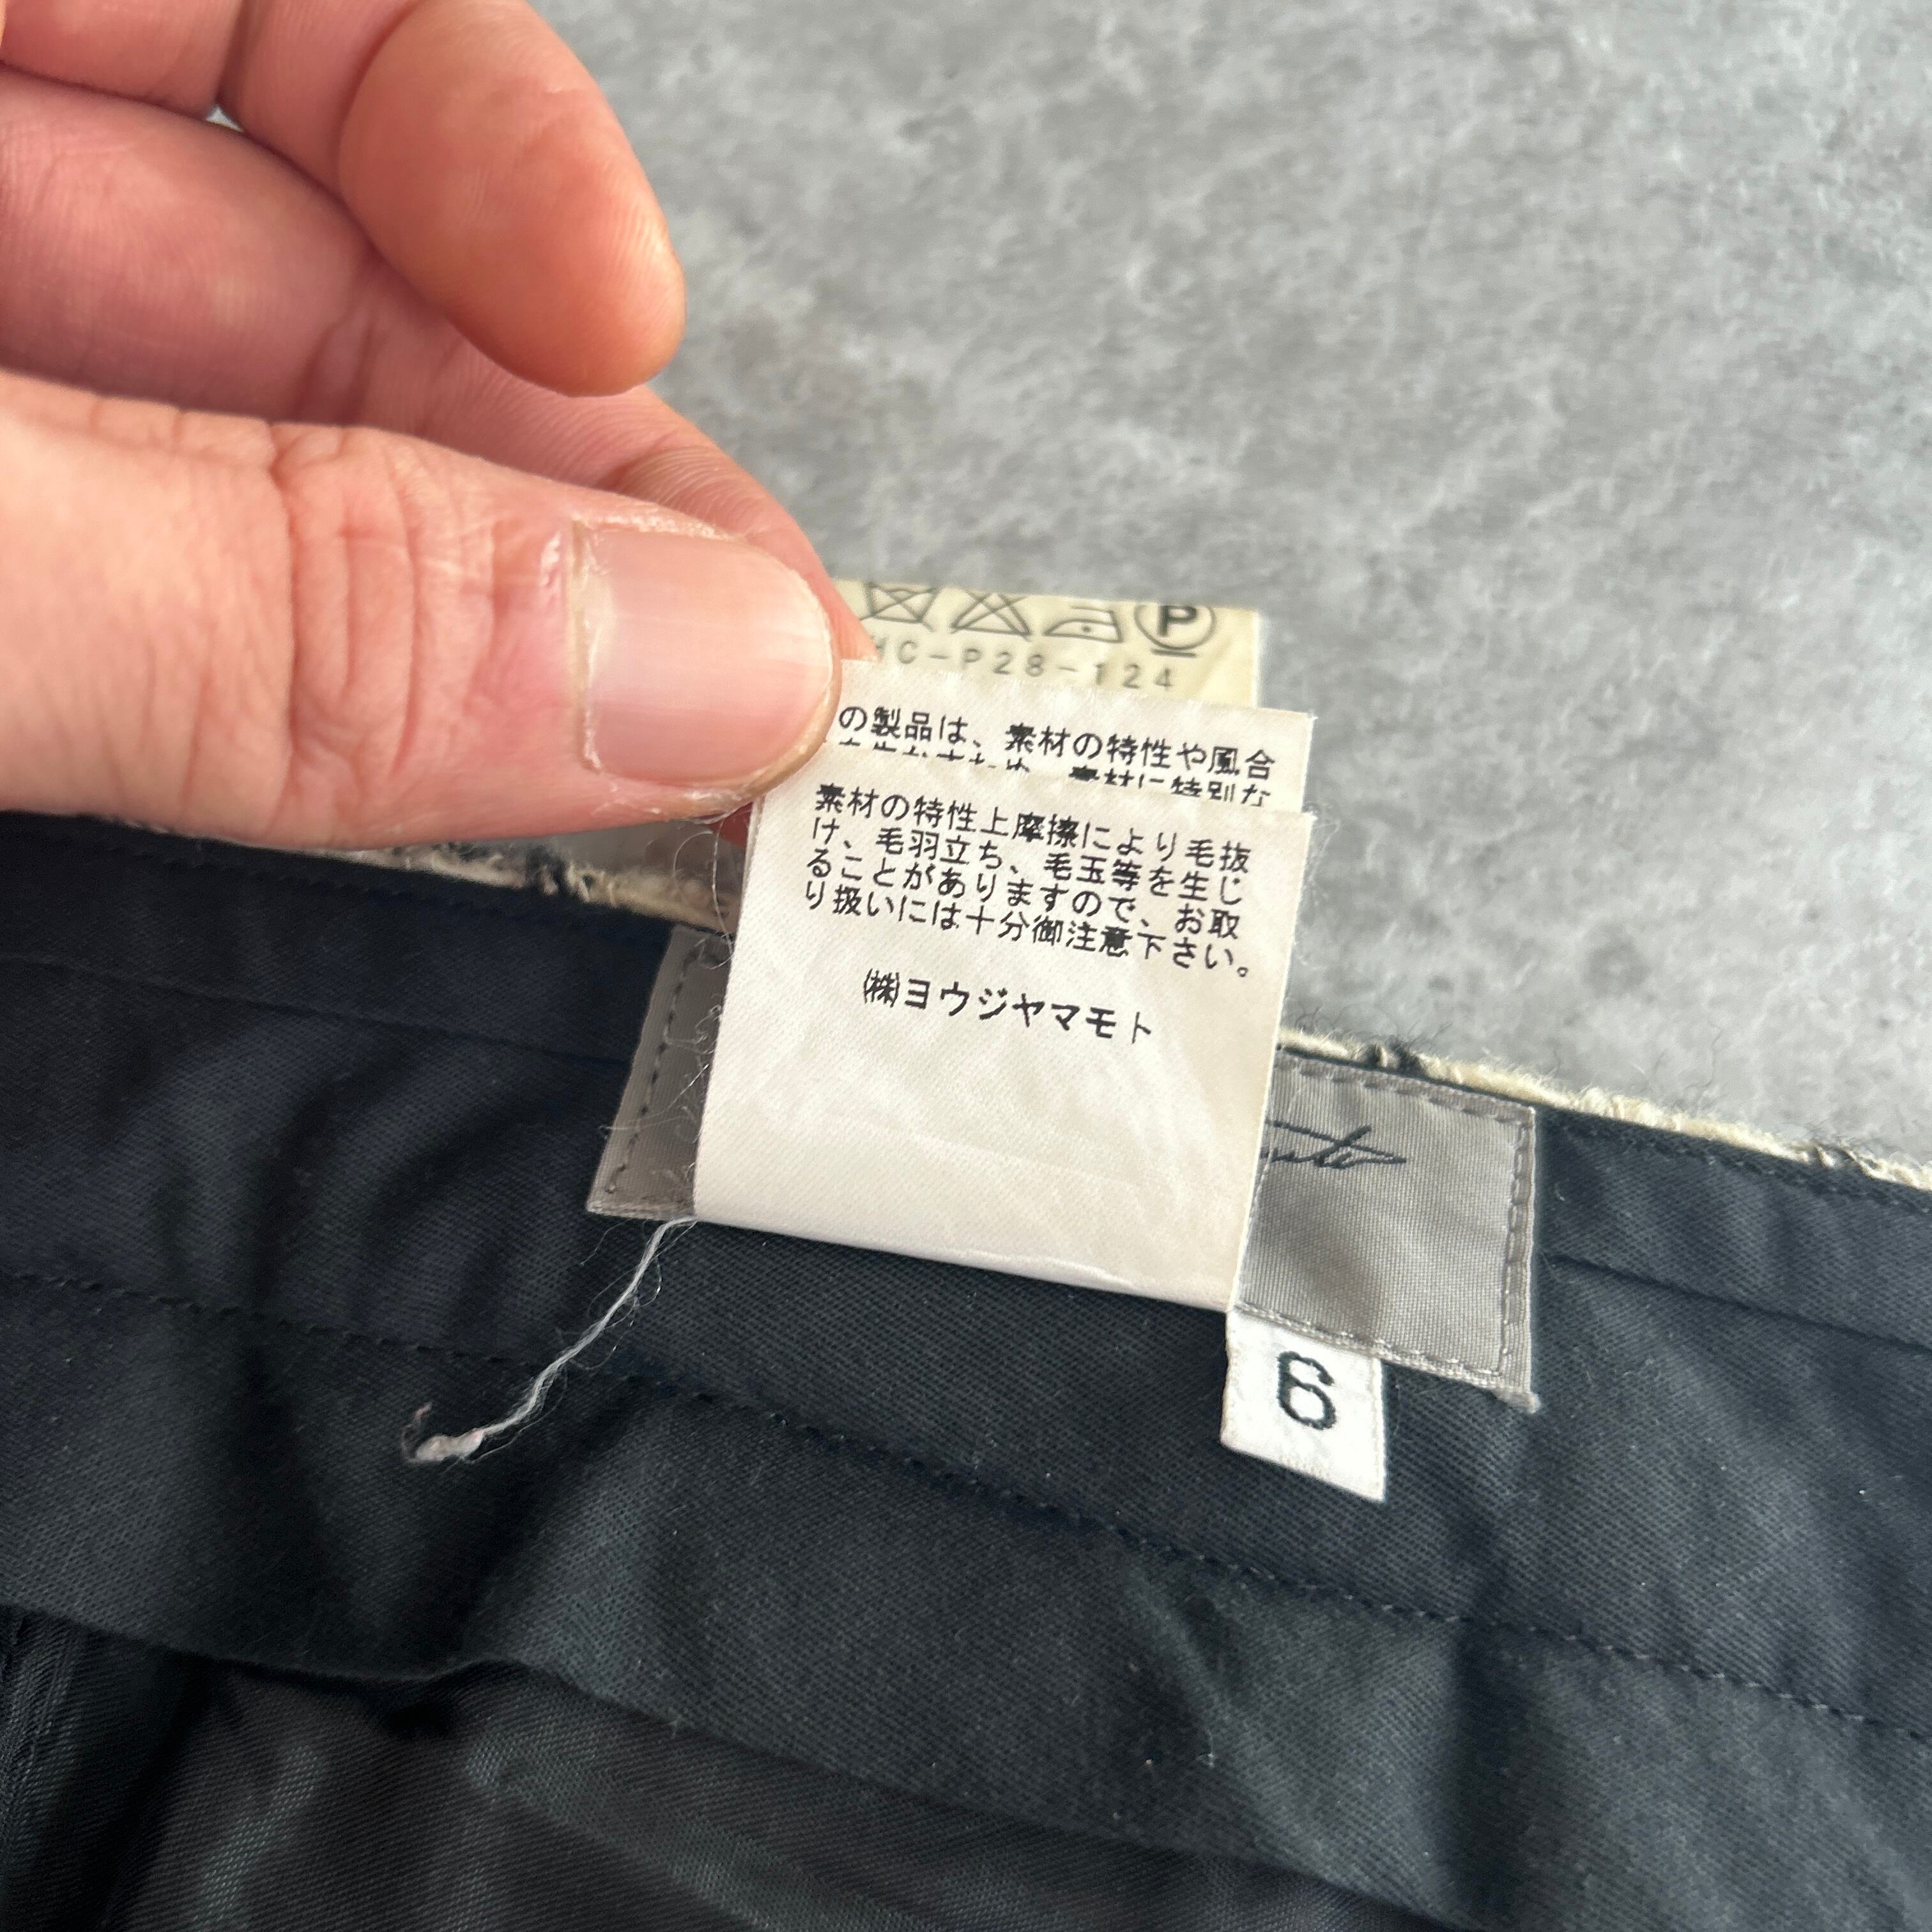 P
HC-P28-124
の製品は、素材の特性や風合
素材の特性上摩擦により毛抜
け、毛羽立ち、毛玉等を生じ
ることがありますので、お取
り扱いには十分御注意下さい。
㈱ヨウジヤマモト
6